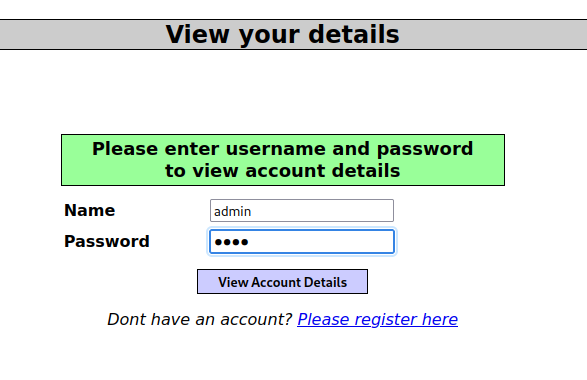 View your details
Please enter username and password
to view account details
Name
admin
Password
●●●●
View Account Details
Dont have an account? Please register here